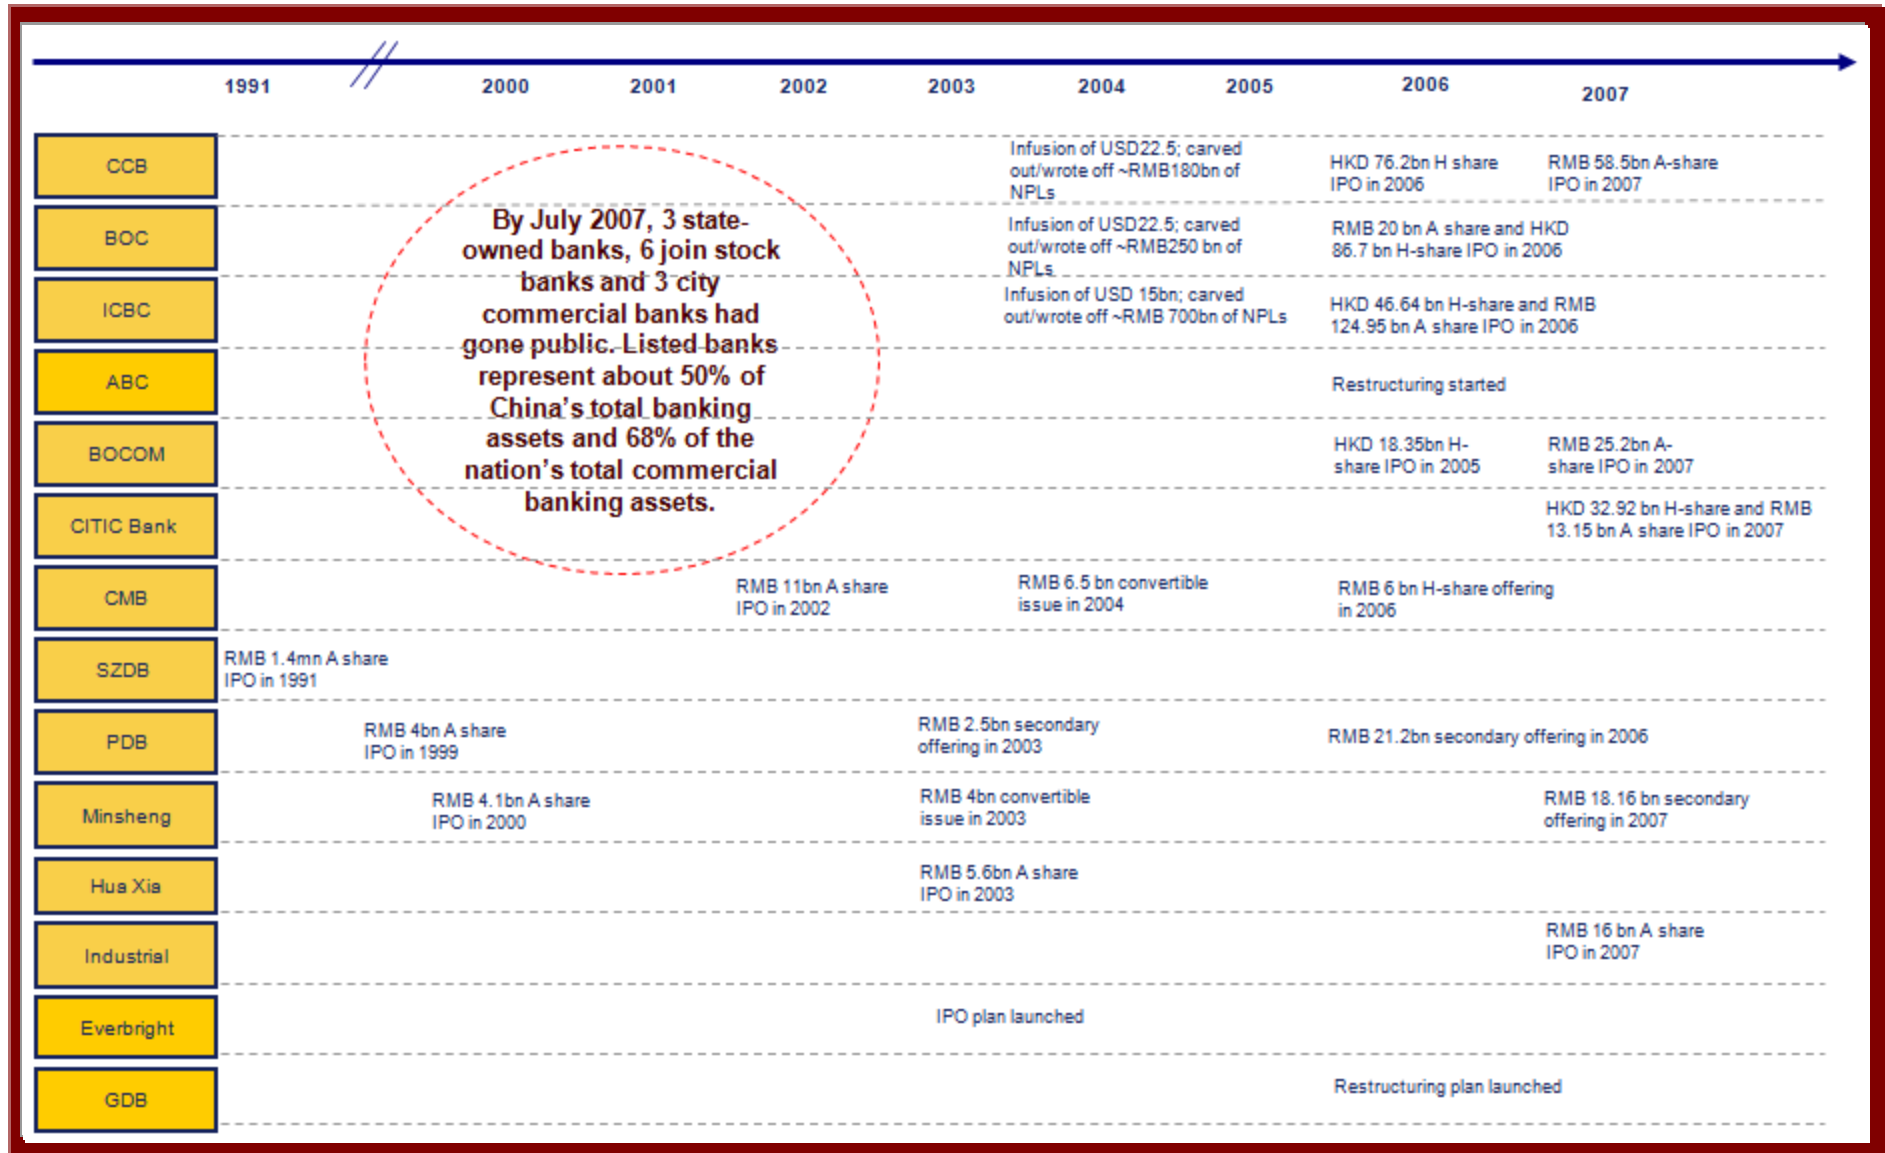 1991 2000 2001 2002 2003 2004 2005 2006 2007
CCB
Infusion of USD22.5; carved
out/wrote off ~RMB180bn of
NPLs
HKD 76.2bn H share
IPO in 2006
RMB 58.5bn A-share
IPO in 2007
BOC
Infusion of USD22.5; carved
out/wrote off ~RMB250 bn of
NPLs
RMB 20 bn A share and HKD
86.7 bn H-share IPO in 2006
ICBC
Infusion of USD 15bn; carved
out/wrote off ~RMB 700bn of NPLs
HKD 46.64 bn H-share and RMB
124.95 bn A share IPO in 2006
By July 2007, 3 state-
owned banks, 6 join stock
banks and 3 city
commercial banks had
gone public. Listed banks
represent about 50% of
China's total banking
assets and 68% of the
nation's total commercial
banking assets.
ABC
Restructuring started
BOCOM
HKD 18.35bn H-
share IPO in 2005
RMB 25.2bn A-
share IPO in 2007
CITIC Bank
HKD 32.92 bn H-share and RMB
13.15 bn A share IPO in 2007
CMB
RMB 11bn A share
IPO in 2002
RMB 6.5 bn convertible
issue in 2004
RMB 6 bn H-share offering
in 2006
SZDB
RMB 1.4mn A share
IPO in 1991
PDB
RMB 4bn A share
IPO in 1999
RMB 2.5bn secondary
offering in 2003
RMB 21.2bn secondary offering in 2006
Minsheng
RMB 4.1bn A share
IPO in 2000
RMB 4bn convertible
issue in 2003
RMB 18.16 bn secondary
offering in 2007
Hua Xia
RMB 5.6bn A share
IPO in 2003
Industrial
RMB 16 bn A share
IPO in 2007
Everbright
IPO plan launched
GDB
Restructuring plan launched